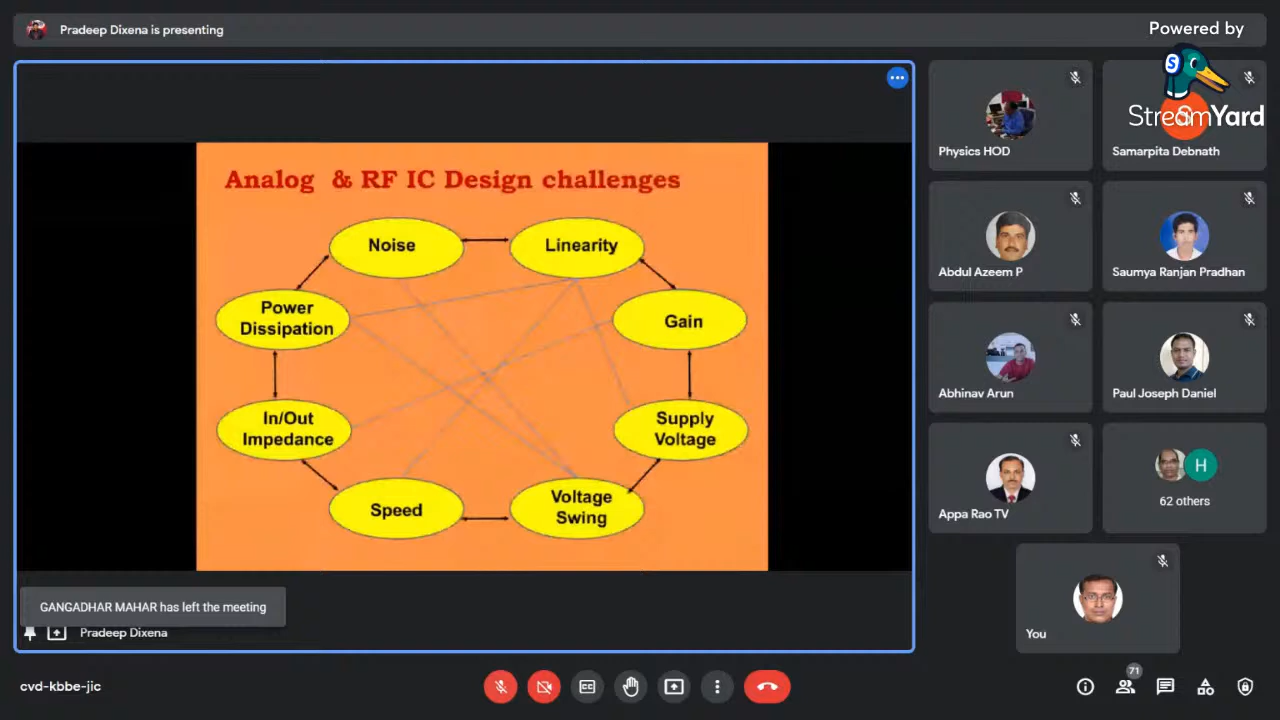 Pradeep Dixena is presenting
Powered by
StreamYard
S
S
Physics HOD
Samarpita Debnath
Analog & RF IC Design challenges
Noise
Linearity
Power
Dissipation
Gain
In/Out
Impedance
Supply
Voltage
Speed
Voltage
Swing
Abdul Azeem P
Saumya Ranjan Pradhan
Abhinav Arun
Paul Joseph Daniel
Appa Rao TV
H
62 others
You
GANGADHAR MAHAR has left the meeting
Pradeep Dixena
cvd-kbbe-jic
CC
71